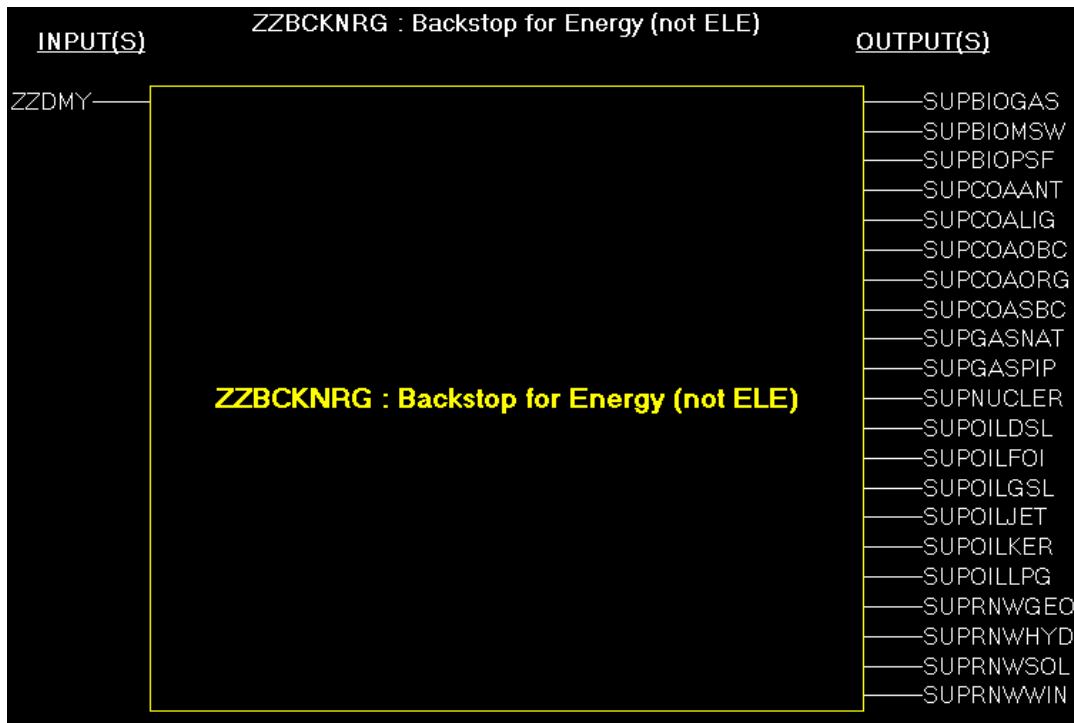 ZZBCKNRG : Backstop for Energy (not ELE)
INPUT(S)
OUTPUT(S)
ZZDMY
ZZBCKNRG : Backstop for Energy (not ELE)
SUPBIOGAS
SUPBIOMSW
SUPBIOPSF
SUPCOAANT
SUPCOALIG
SUPCOAOBC
SUPCOAORG
SUPCOASBC
SUPGASNAT
SUPGASPIP
SUPNUCLER
SUPOILDSL
SUPOILFOI
SUPOILGSL
SUPOILJET
SUPOILKER
SUPOILLPG
SUPRNWGEO
SUPRNWHYD
SUPRNWSOL
SUPRNWWIN